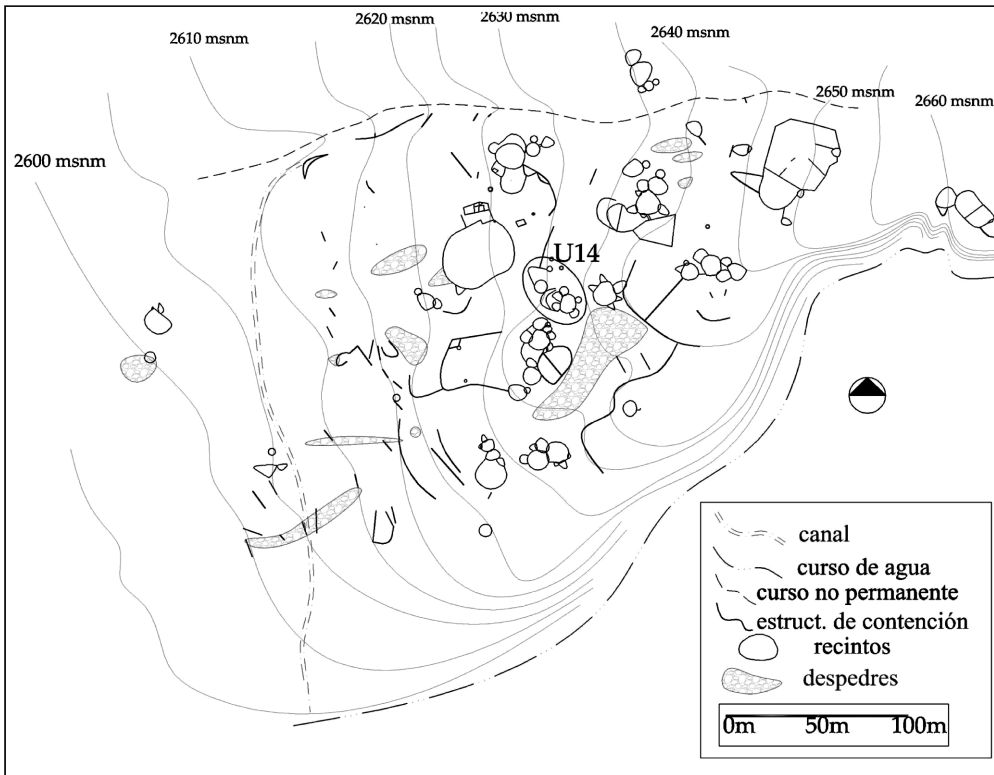 2600 msnm
2610 msnm
2620 msnm
2630 msnm
2640 msnm
2650 msnm
2660 msnm
U14
canal
curso de agua
curso no permanente
estruct. de contención
recintos
despedres
0m 50m 100m